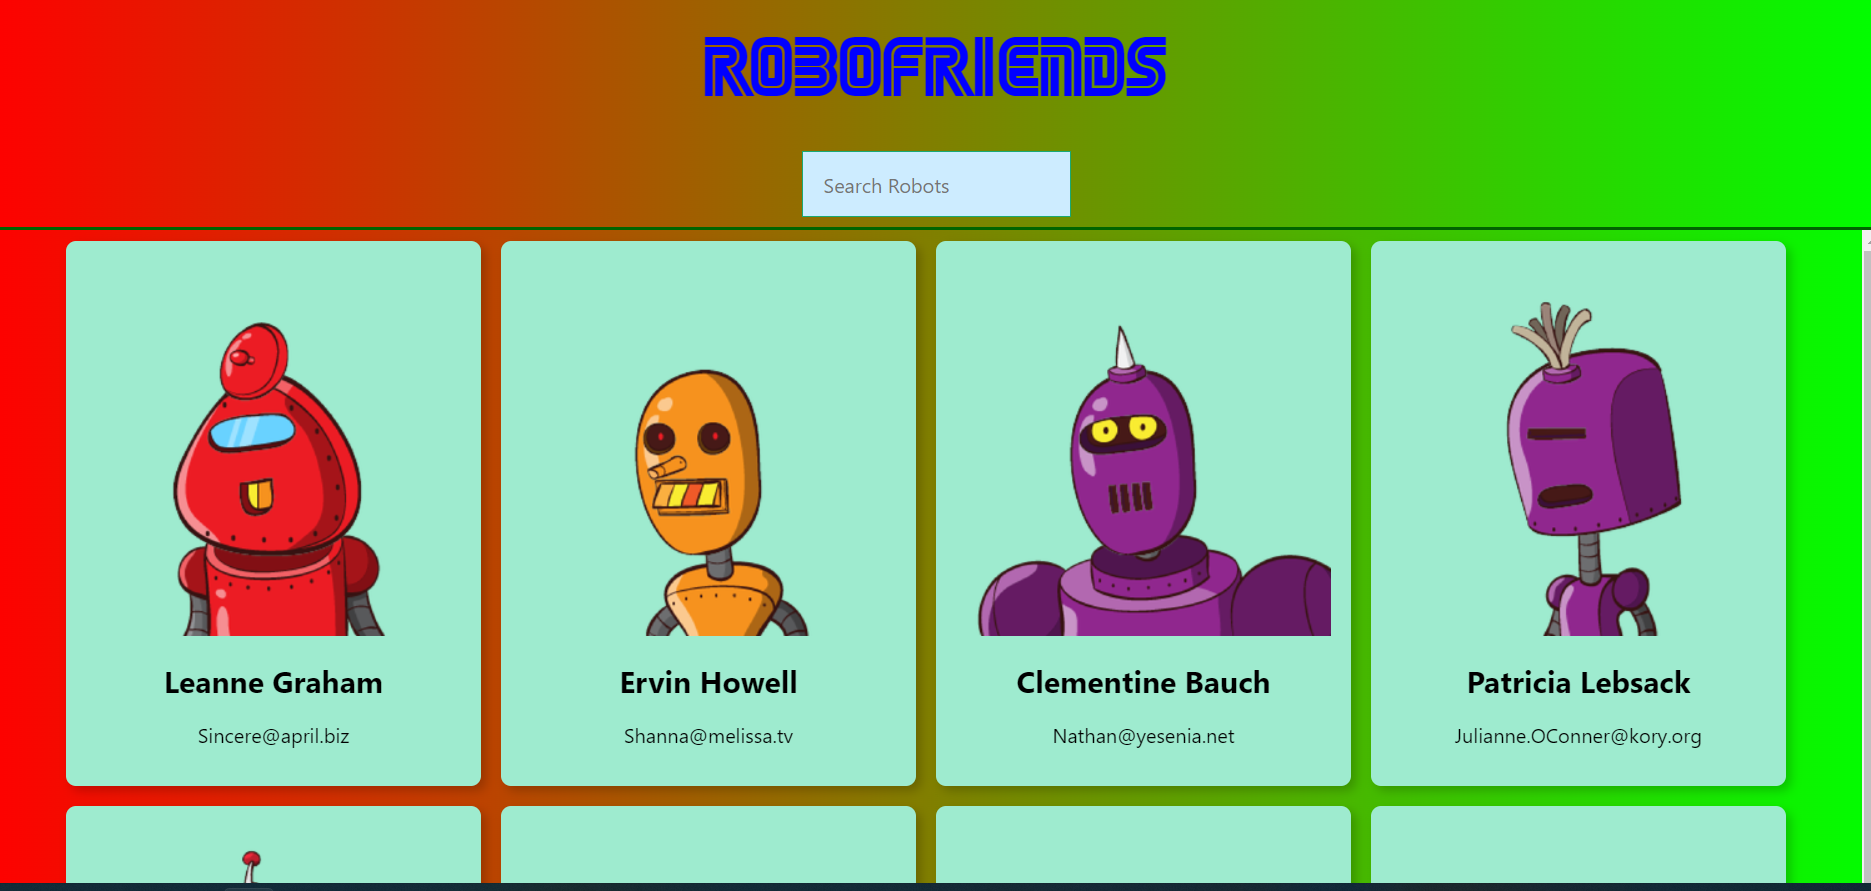 ROBOFRIENDS
Search Robots
Leanne Graham
Sincere@april.biz
Ervin Howell
Shanna@melissa.tv
Clementine Bauch
Nathan@yesenia.net
Patricia Lebsack
Julianne.OConner@kory.org